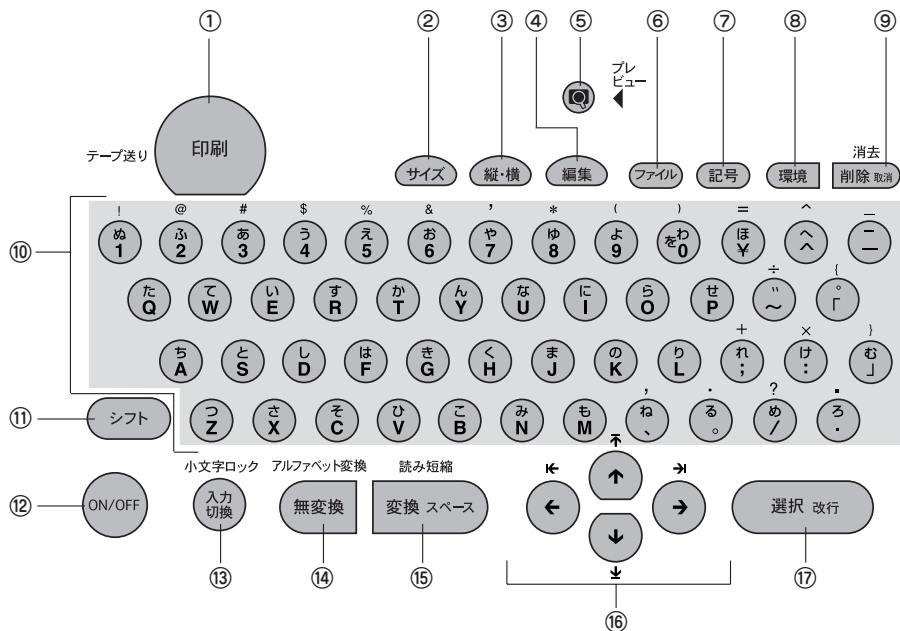 ① ② ③ ④ ⑤ ⑥ ⑦ ⑧ ⑨
プレ
ビュー
テープ送り 印刷 サイズ 縦・横 編集 ファイル 記号 環境 消去 削除 取消
⑩
! @ # $ % & ’ * ( ) = ^ _
ぬ ふ あ う え お や ゆ よ をわ ほ へ ー
1 2 3 4 5 6 7 8 9 0 ¥ ^ —
÷ {
た て い す か ん な に ら せ ゛ ゜
Q W E R T Y U I O P ~ 「
+ × }
ち と し は き く ま の り れ け む
A S D F G H J K L ; : 」
, . ? ・
⑪ シフト
つ さ そ ひ こ み も ね る め ろ
Z X C V B N M 、 。 / ・
小文字ロック アルファベット変換 読み短縮
⑫ ON/OFF 入力 無変換 変換 スペース ↑ ← → ↓ 選択 改行
切換
⑬ ⑭ ⑮ ⑯ ⑰